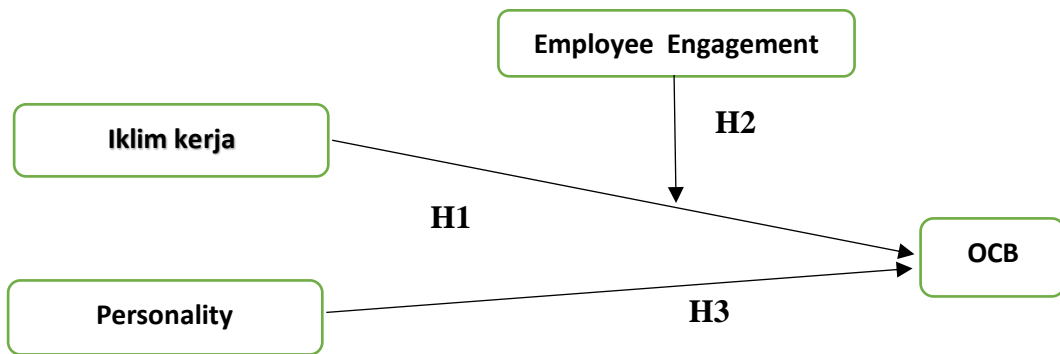 Employee Engagement
H2
Iklim kerja
H1
OCB
Personality
H3